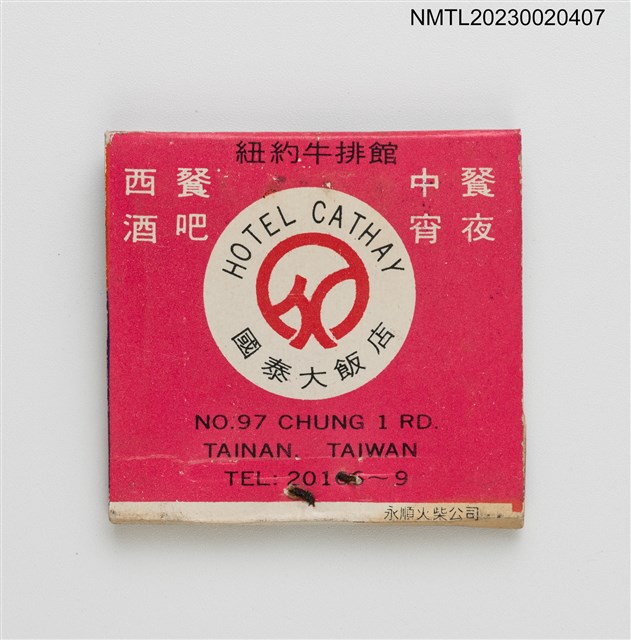 NMTL20230020407
紐約牛排館
西餐
酒吧
中餐
宵夜
HOTEL CATHAY
國泰大飯店
NO.97 CHUNG 1 RD.
TAINAN. TAIWAN
TEL:
永順火柴公司